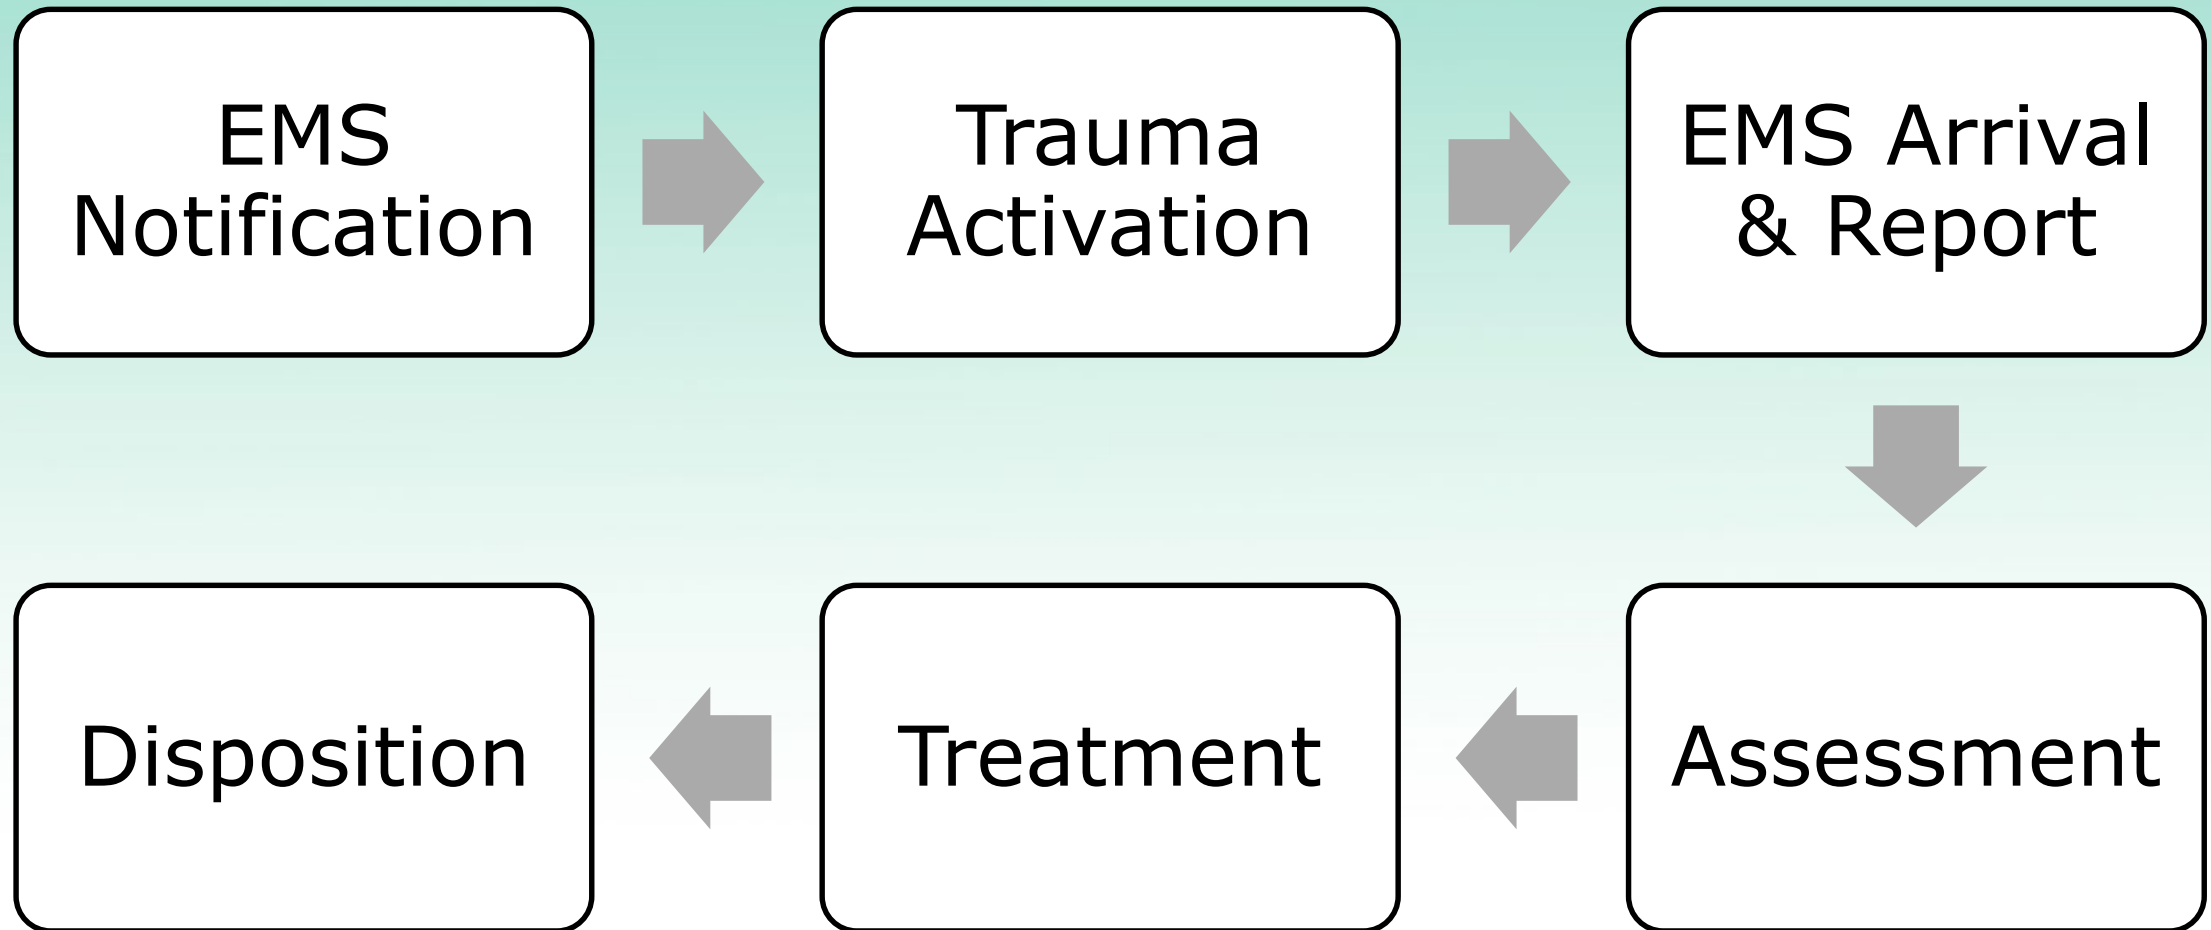 EMS
Notification
Trauma
Activation
EMS Arrival
& Report
Assessment
Treatment
Disposition